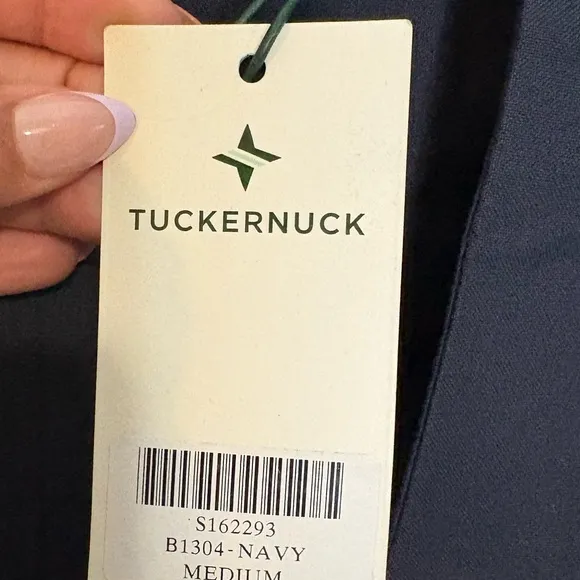 TUCKERNUCK
S162293
B1304-NAVY
MEDIUM